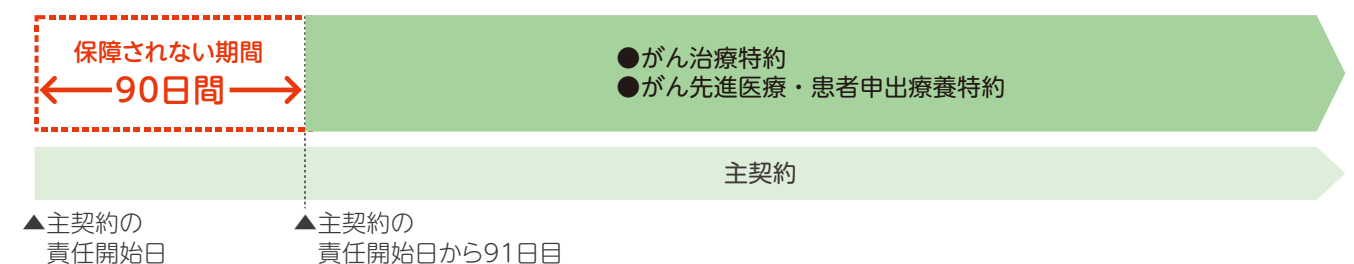 保障されない期間
90日間
●がん治療特約
●がん先進医療・患者申出療養特約
主契約
▲主契約の
責任開始日
▲主契約の
責任開始日から91日目